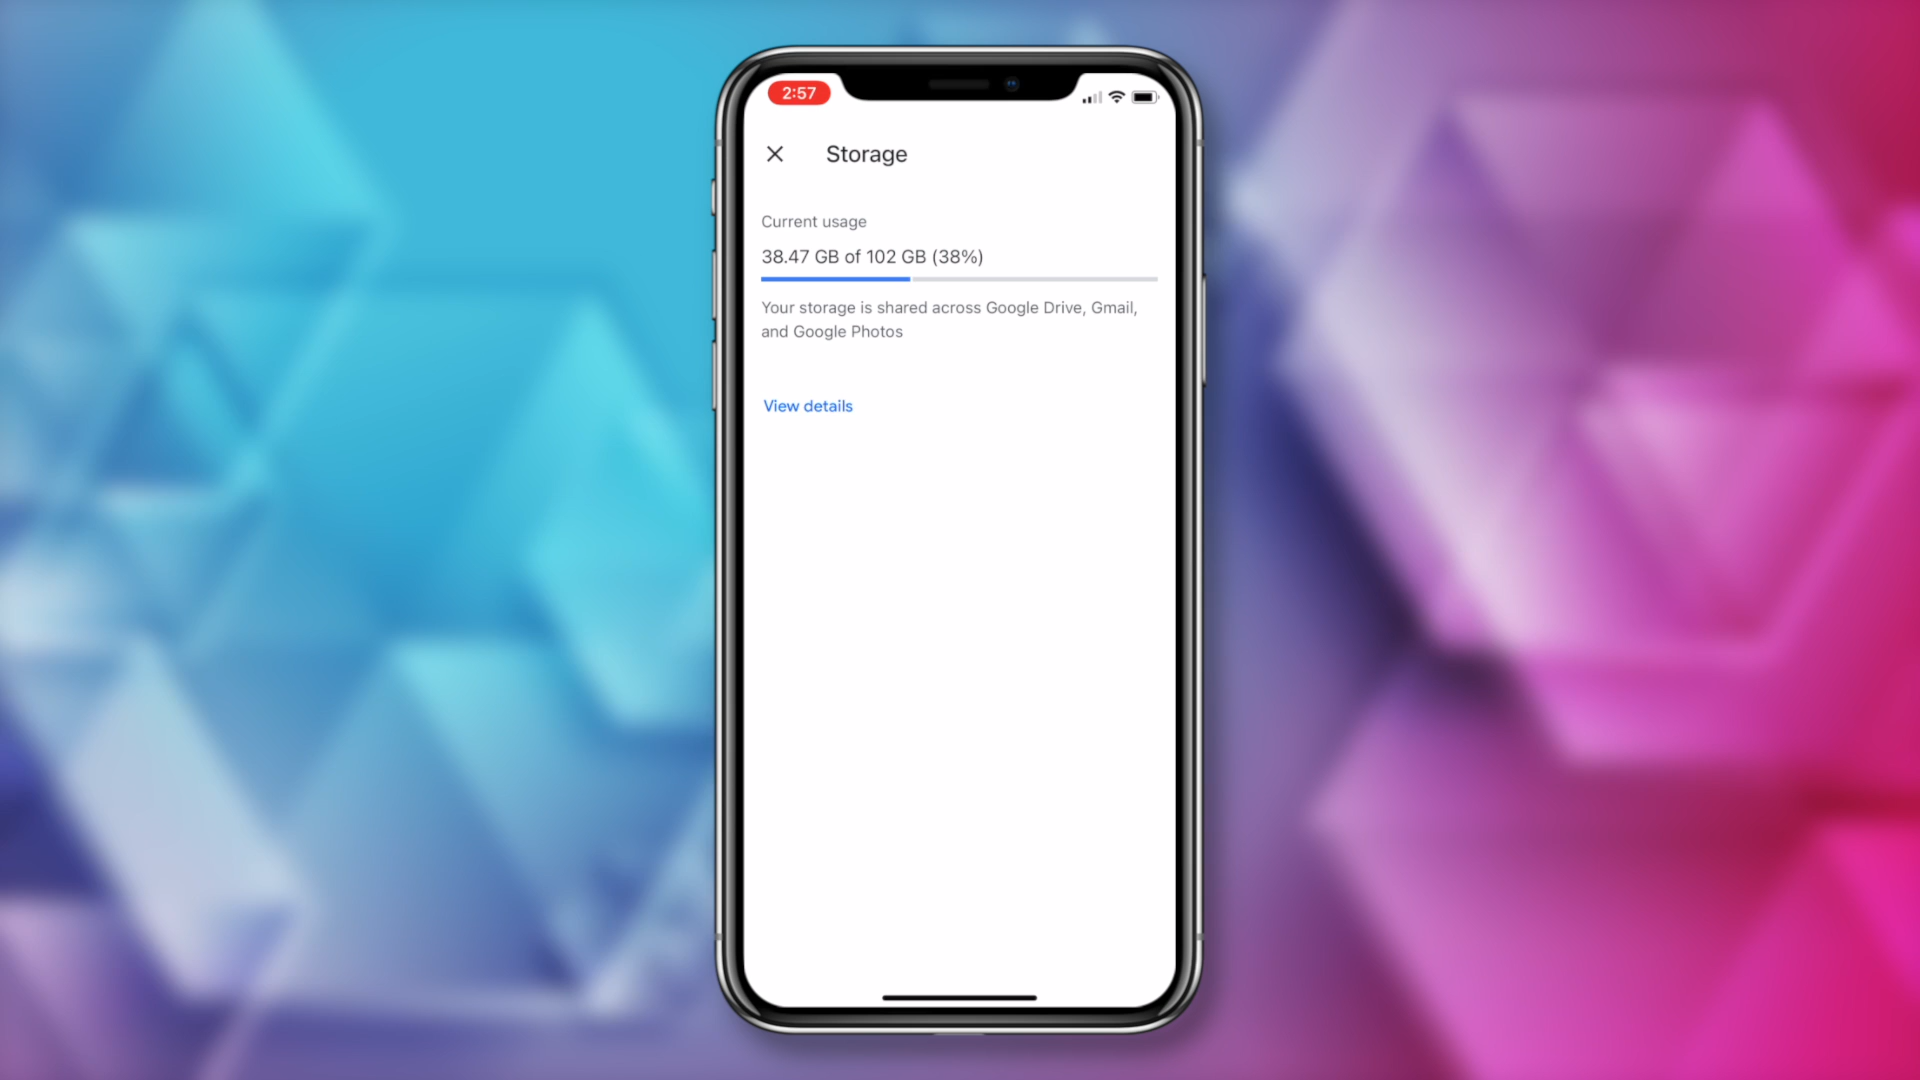 2:57
Storage
Current usage
38.47 GB of 102 GB (38%)
Your storage is shared across Google Drive, Gmail,
and Google Photos
View details